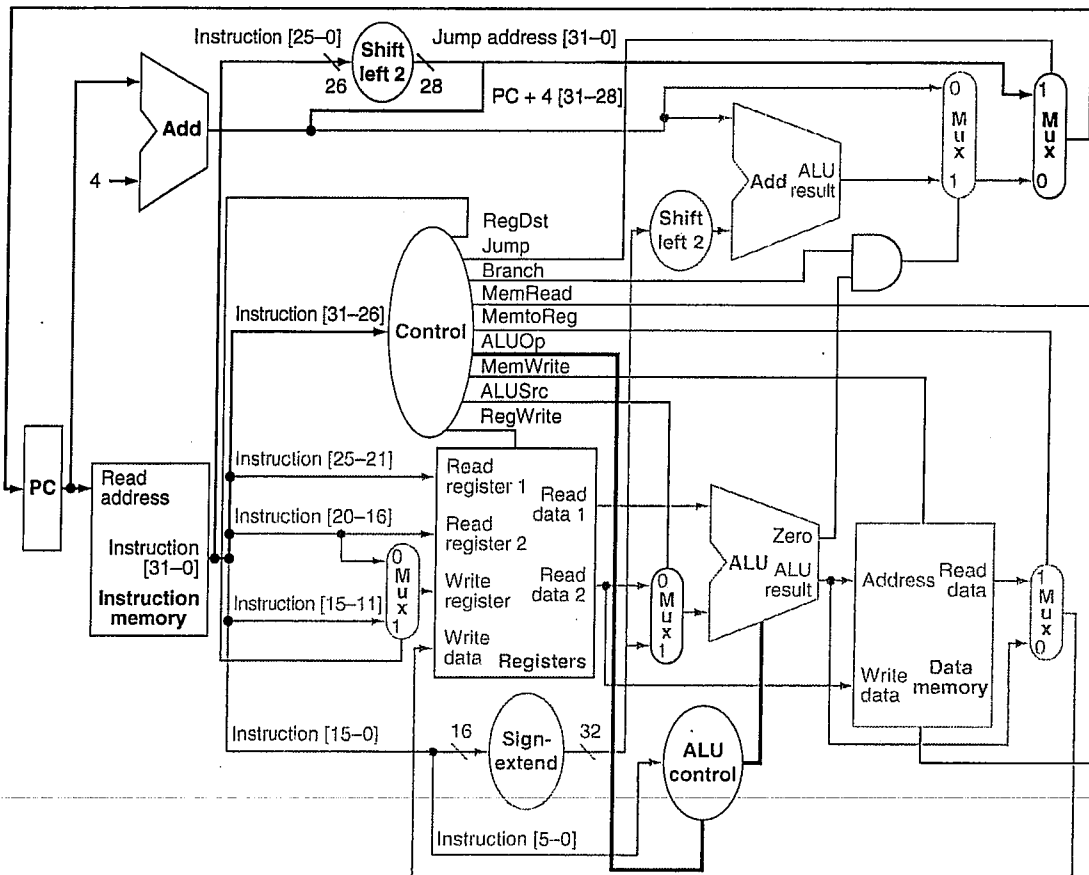 Instruction [25–0]
Shift left 2
Jump address [31–0]
26
28
PC + 4 [31–28]
Add
4
0
Mux
1
1
Mux
0
Add
ALU result
Shift left 2
RegDst
Jump
Branch
MemRead
MemtoReg
ALUOp
MemWrite
ALUSrc
RegWrite
Instruction [31–26]
Control
PC
Read address
Instruction [31–0]
Instruction memory
Instruction [25–21]
Instruction [20–16]
Instruction [15–11]
0
Mux
1
Read register 1
Read register 2
Write register
Write data
Read data 1
Read data 2
Registers
0
Mux
1
Zero
ALU
ALU result
Address
Read data
Write data
Data memory
1
Mux
0
Instruction [15–0]
16
Sign-extend
32
ALU control
Instruction [5–0]